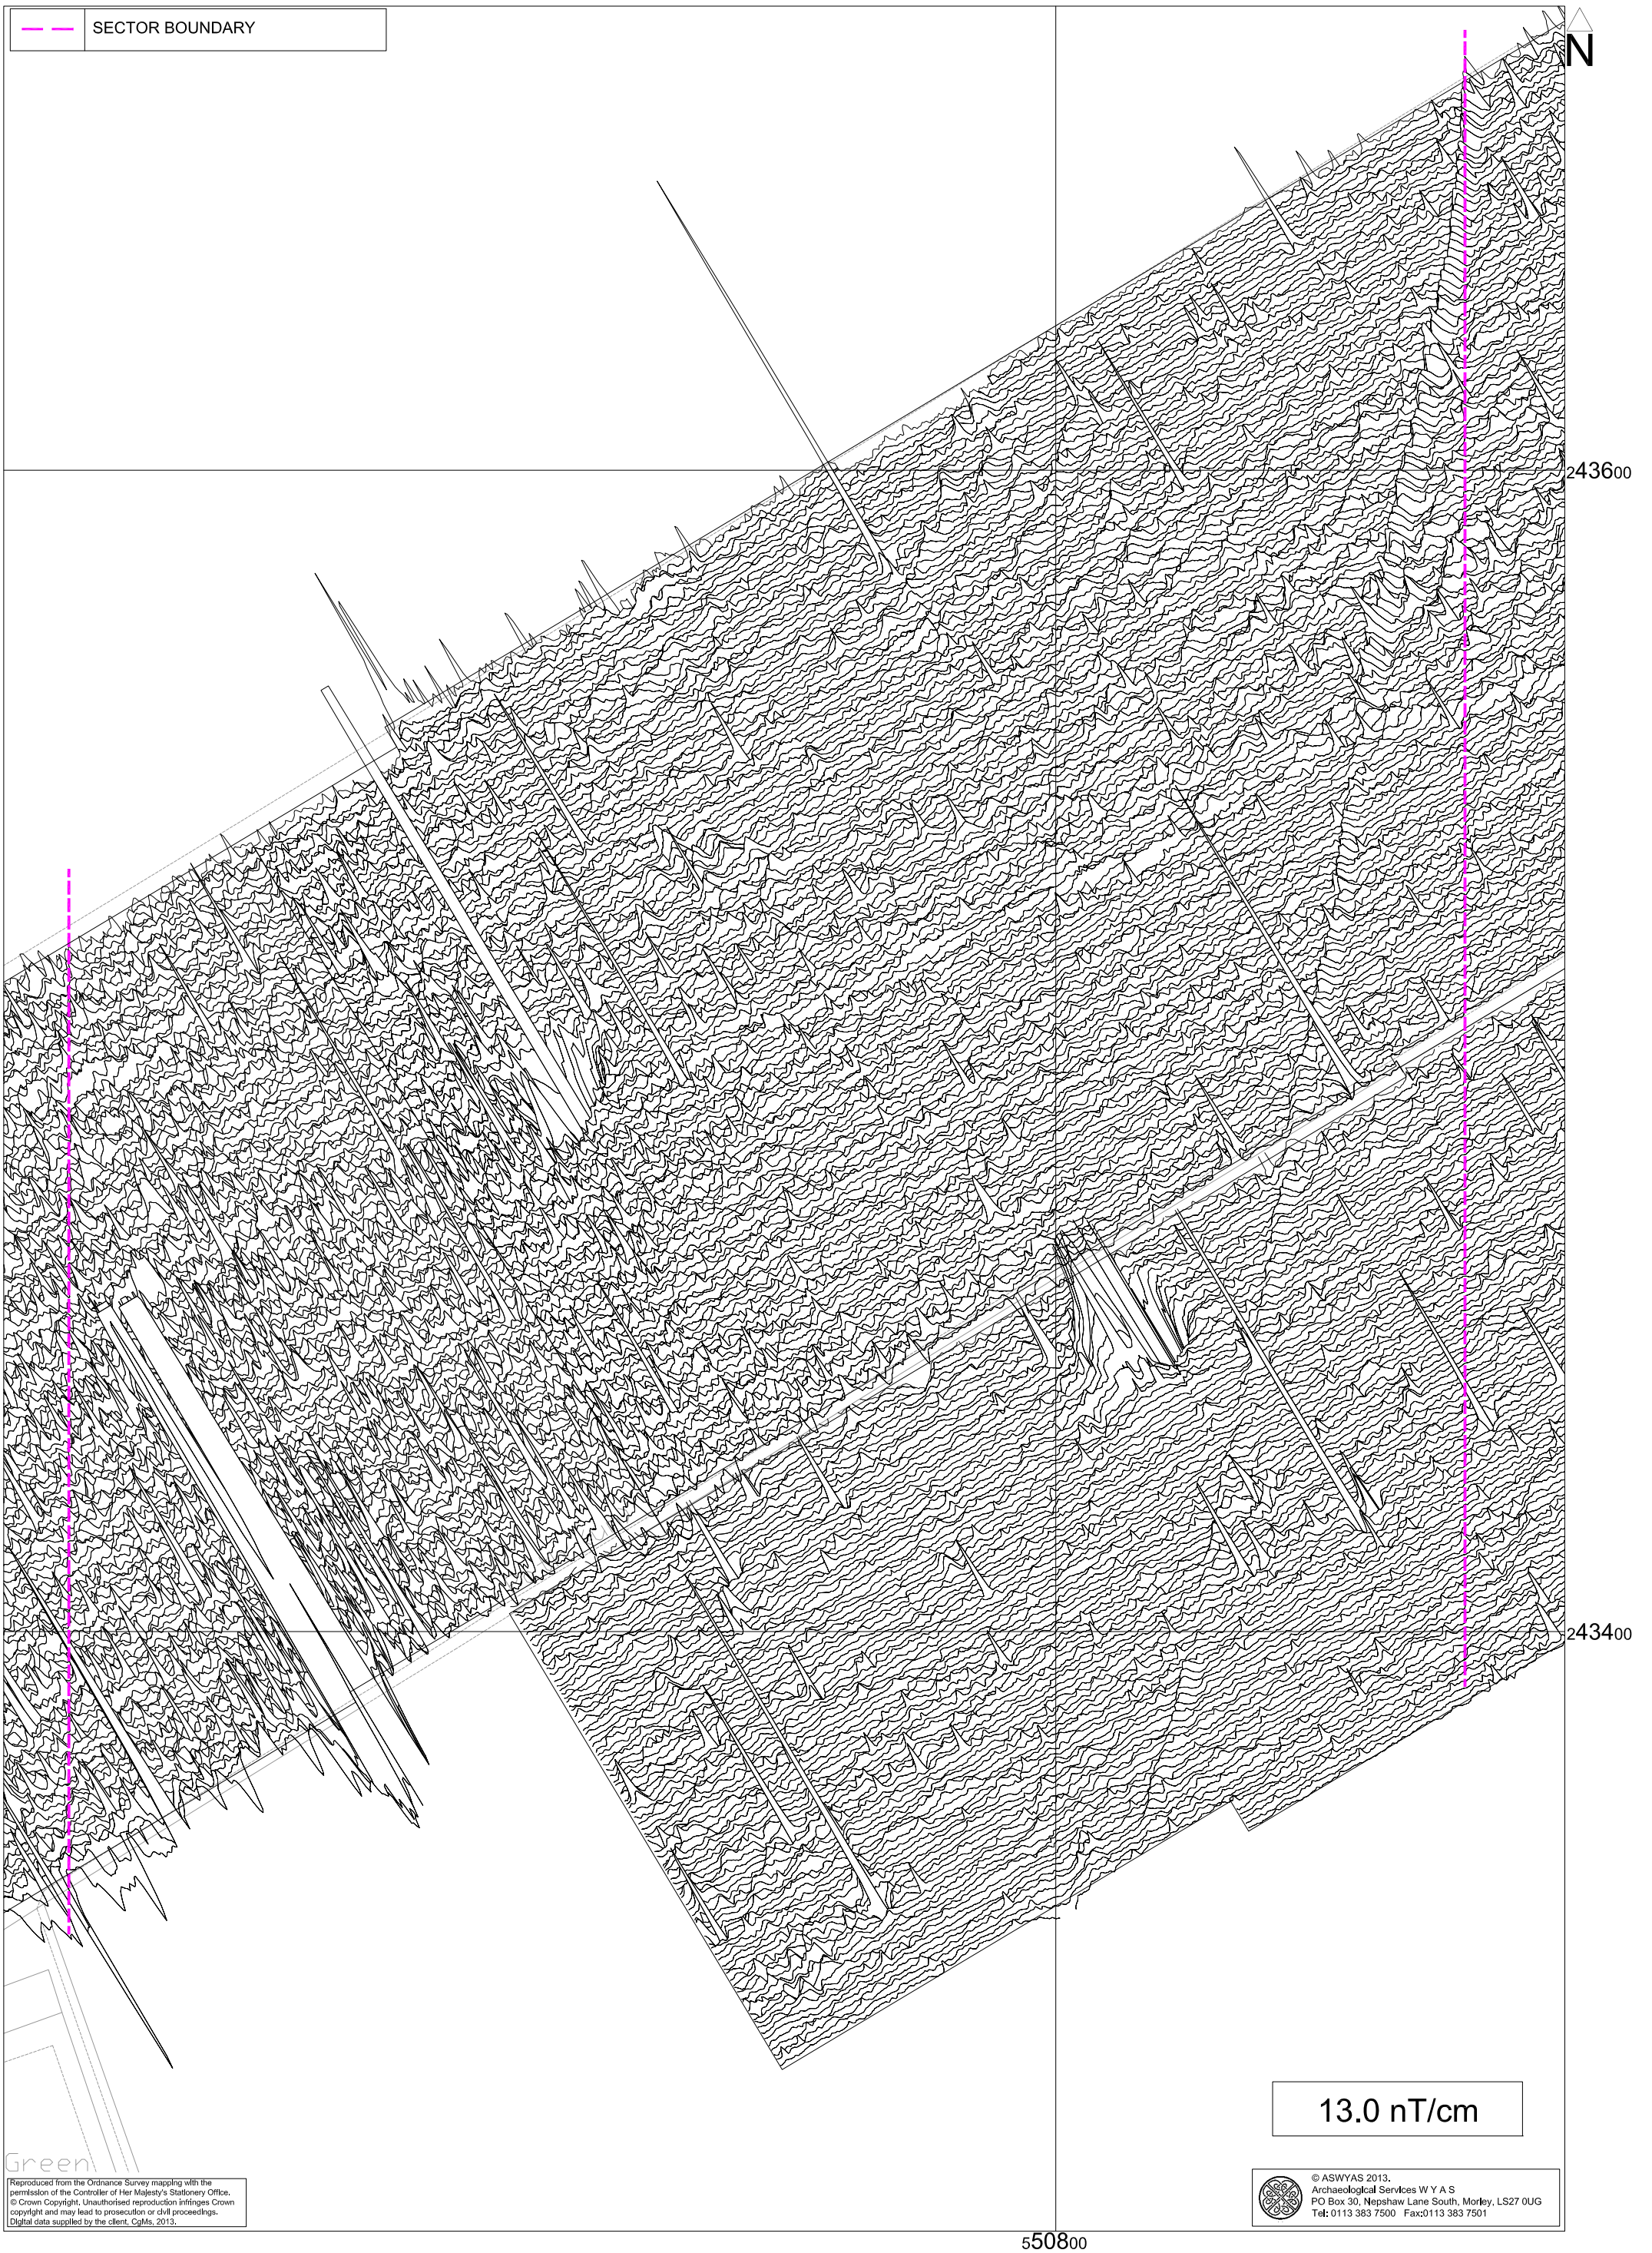 SECTOR BOUNDARY
N
243600
243400
13.0 nT/cm
Green
Reproduced from the Ordnance Survey mapping with the
permission of the Controller of Her Majesty's Stationery Office.
© Crown Copyright. Unauthorised reproduction infringes Crown
copyright and may lead to prosecution or civil proceedings.
Digital data supplied by the client, CgMs, 2013.
© ASWYAS 2013.
Archaeological Services W Y A S
PO Box 30, Nepshaw Lane South, Morley, LS27 0UG
Tel: 0113 383 7500 Fax:0113 383 7501
550800